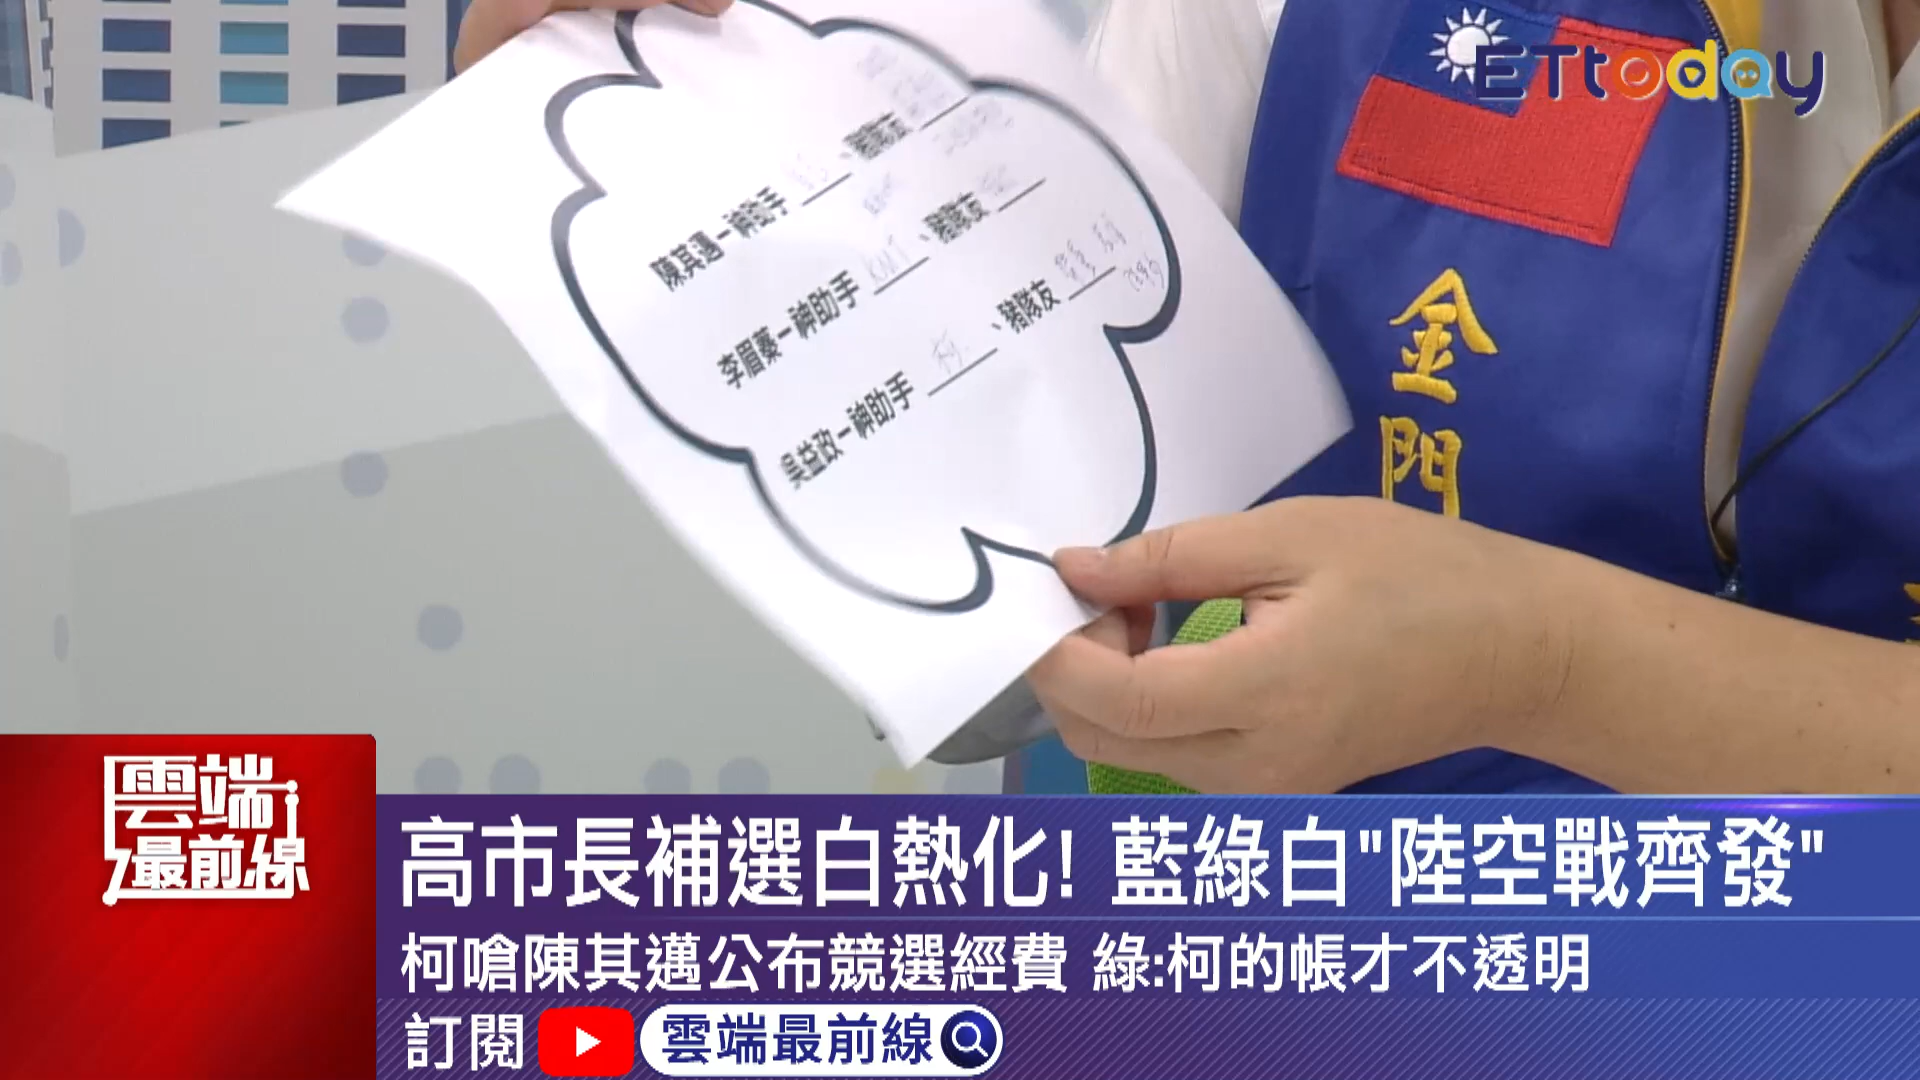 ETtoday
陳其邁－神助手
、豬隊友
李眉蓁－神助手 KMT 、豬隊友
吳益政－神助手 柯 、豬隊友
金門
雲端最前線
高市長補選白熱化! 藍綠白"陸空戰齊發"
柯嗆陳其邁公布競選經費 綠:柯的帳才不透明
訂閱 雲端最前線